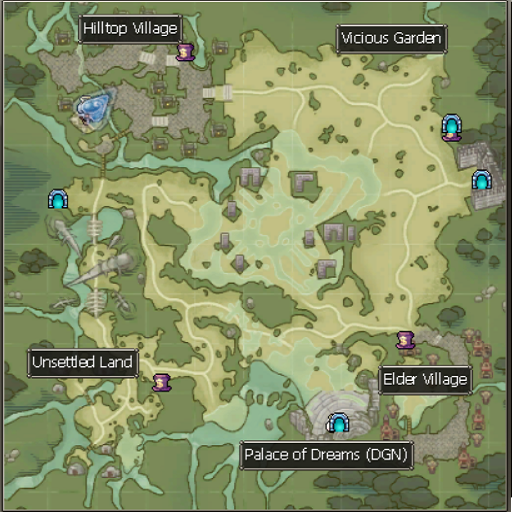 Hilltop Village
Vicious Garden
Unsettled Land
Elder Village
Palace of Dreams (DGN)